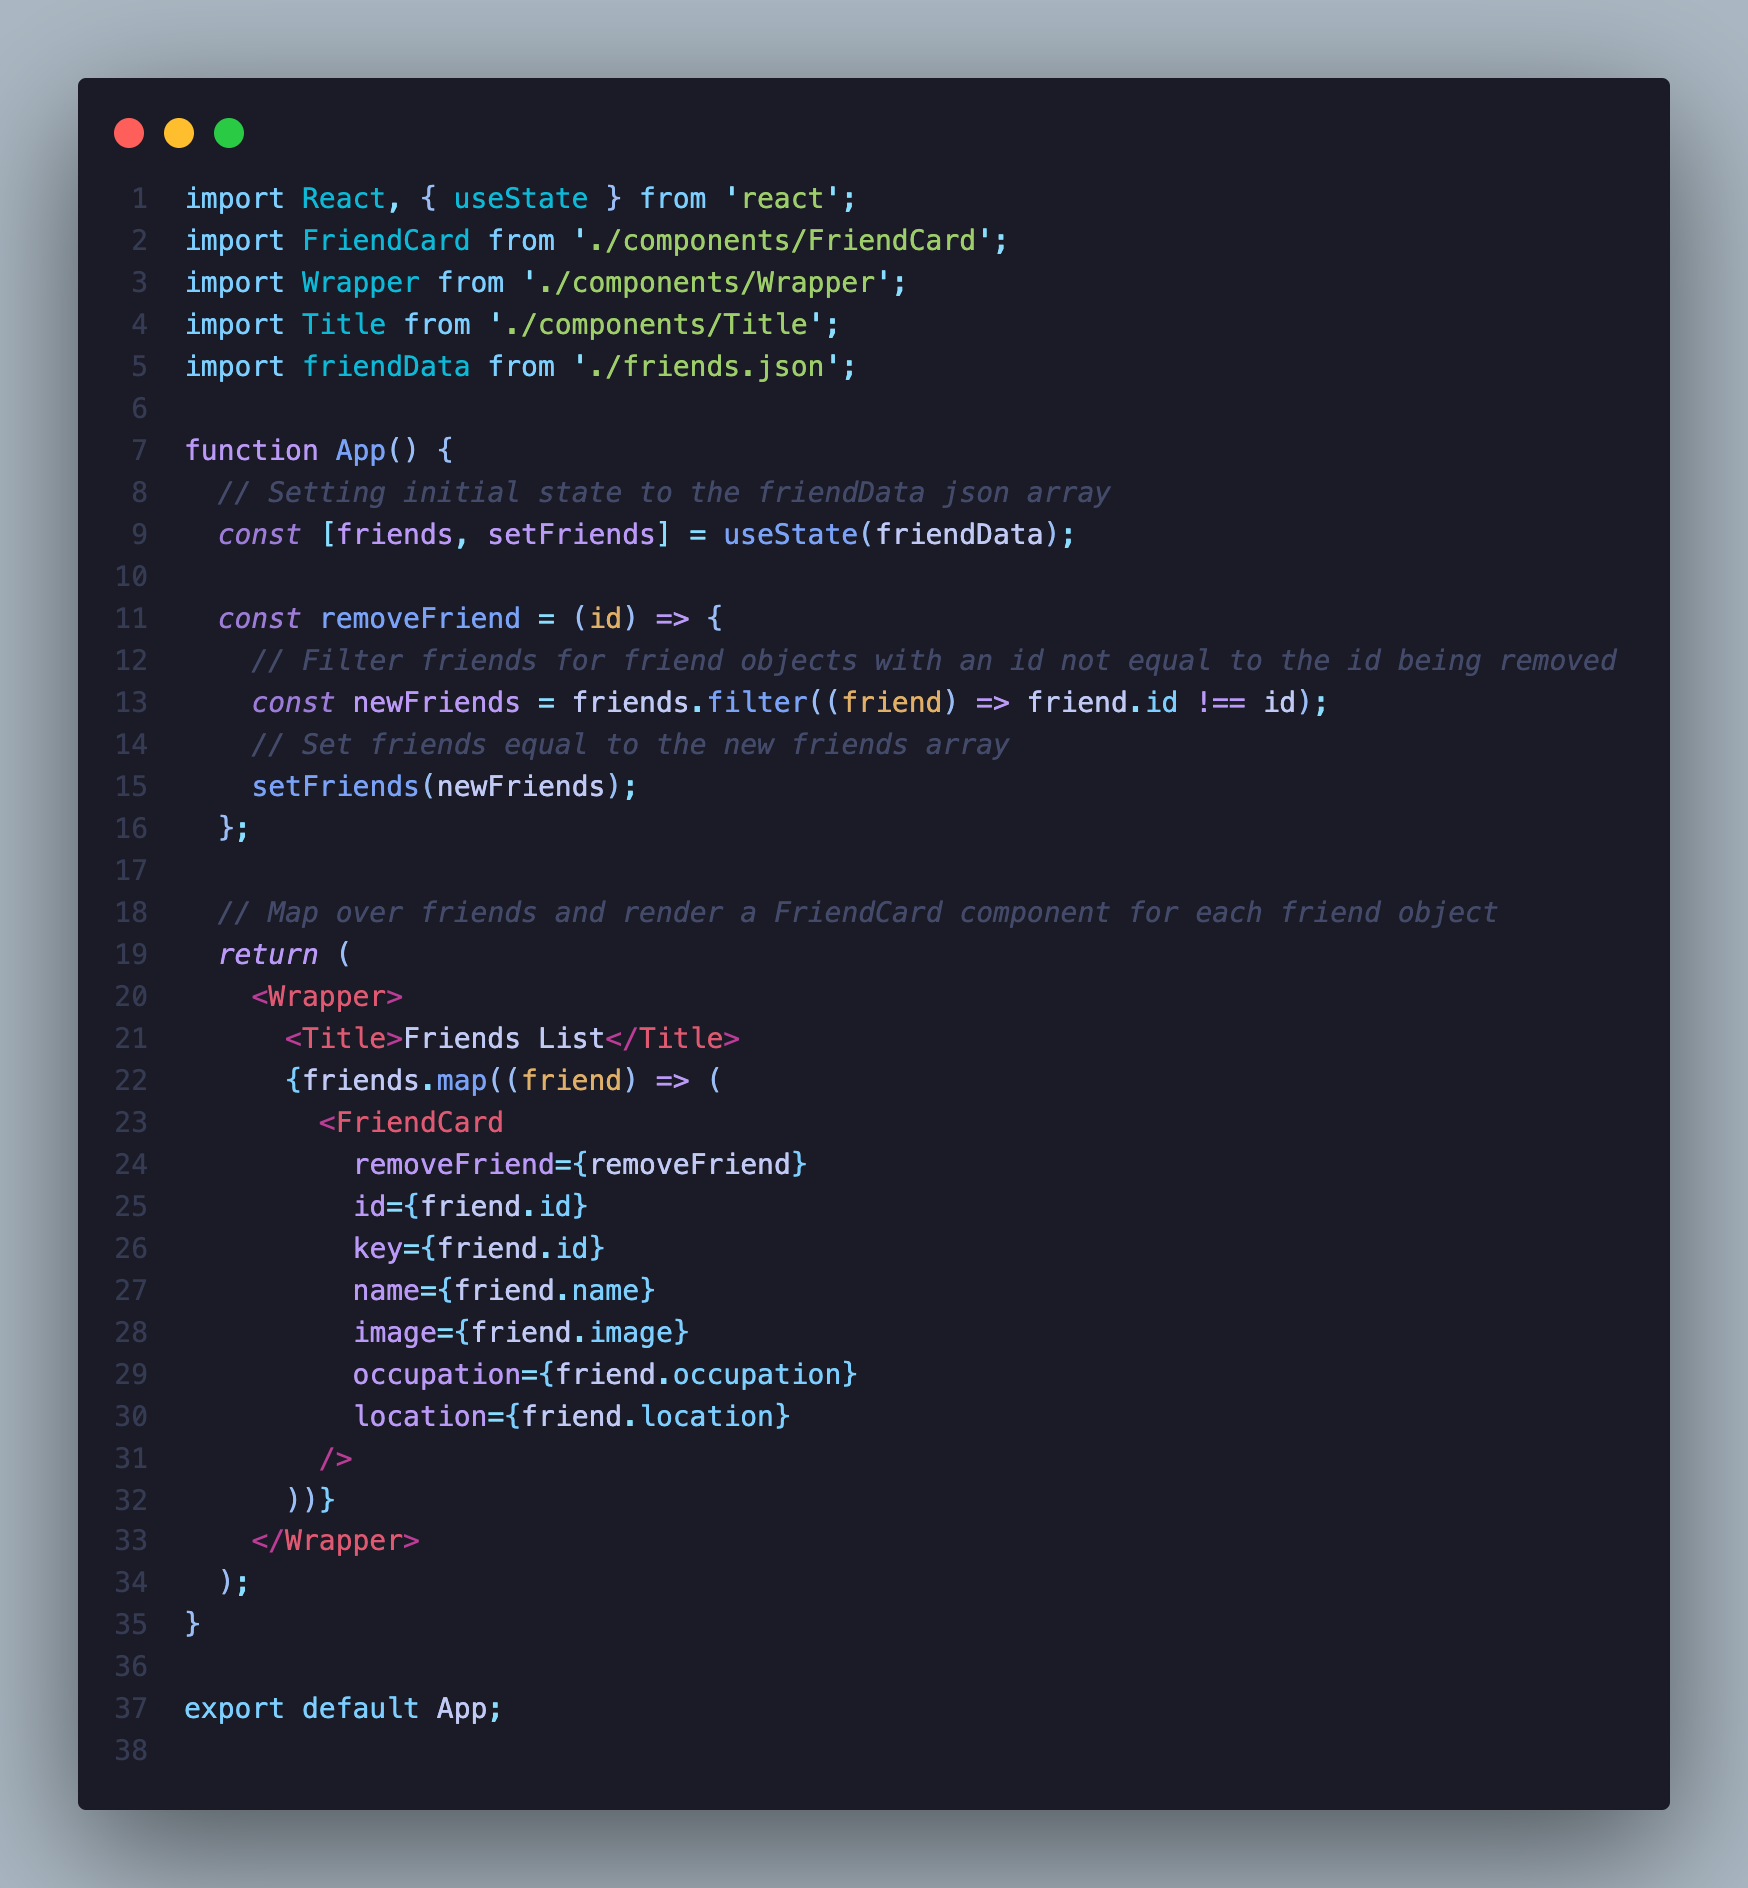 1 import React, { useState } from 'react';
2 import FriendCard from './components/FriendCard';
3 import Wrapper from './components/Wrapper';
4 import Title from './components/Title';
5 import friendData from './friends.json';
6
7 function App() {
8   // Setting initial state to the friendData json array
9   const [friends, setFriends] = useState(friendData);
10
11   const removeFriend = (id) => {
12     // Filter friends for friend objects with an id not equal to the id being removed
13     const newFriends = friends.filter((friend) => friend.id !== id);
14     // Set friends equal to the new friends array
15     setFriends(newFriends);
16   };
17
18   // Map over friends and render a FriendCard component for each friend object
19   return (
20     <Wrapper>
21       <Title>Friends List</Title>
22       {friends.map((friend) => (
23         <FriendCard
24           removeFriend={removeFriend}
25           id={friend.id}
26           key={friend.id}
27           name={friend.name}
28           image={friend.image}
29           occupation={friend.occupation}
30           location={friend.location}
31         />
32       ))}
33     </Wrapper>
34   );
35 }
36
37 export default App;
38